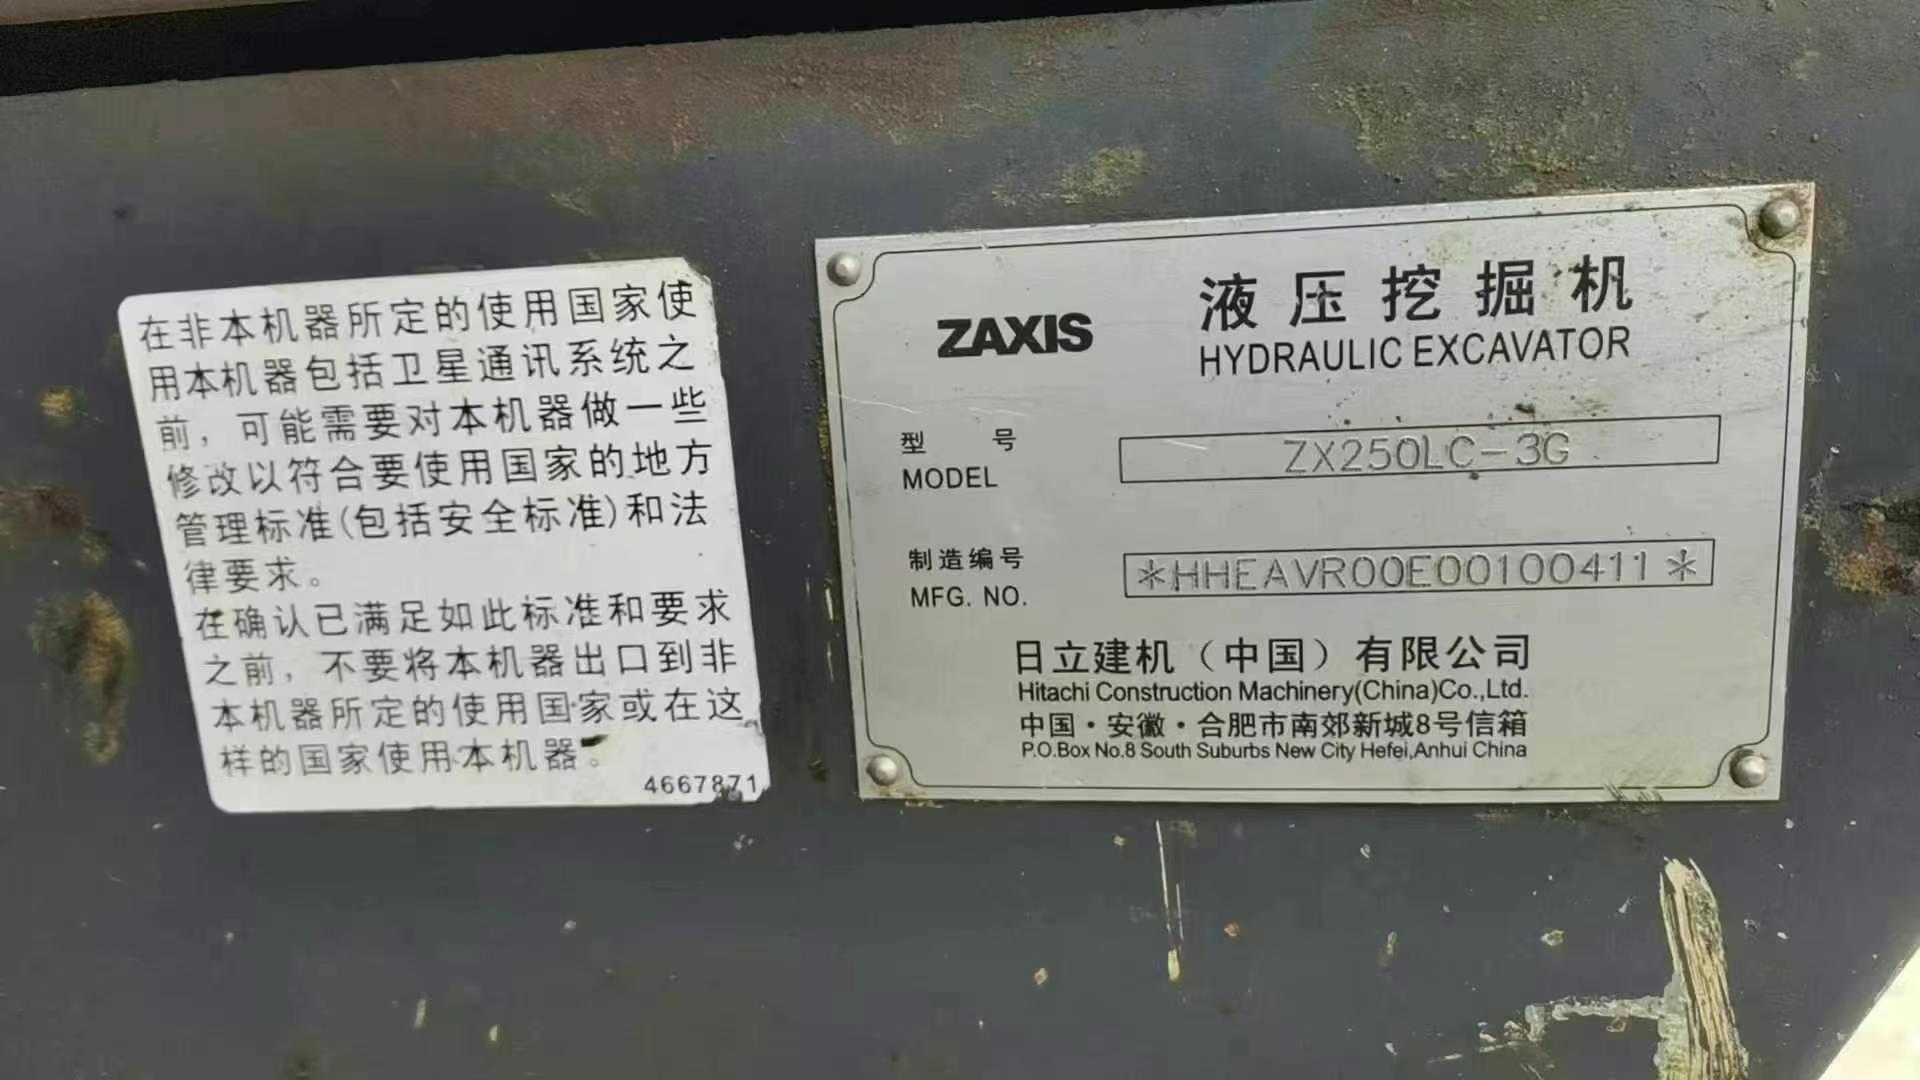 在非本机器所定的使用国家使
用本机器包括卫星通讯系统之
前，可能需要对本机器做一些
修改以符合要使用国家的地方
管理标准(包括安全标准)和法
律要求。
在确认已满足如此标准和要求
之前，不要将本机器出口到非
本机器所定的使用国家或在这
样的国家使用本机器。
4667871
ZAXIS
液压挖掘机
HYDRAULIC EXCAVATOR
型 号
MODEL
ZX250LC-3G
制造编号
MFG. NO.
*HHEAVR00E00100411*
日立建机（中国）有限公司
Hitachi Construction Machinery(China)Co.,Ltd.
中国·安徽·合肥市南郊新城8号信箱
P.O.Box No.8 South Suburbs New City Hefei,Anhui China